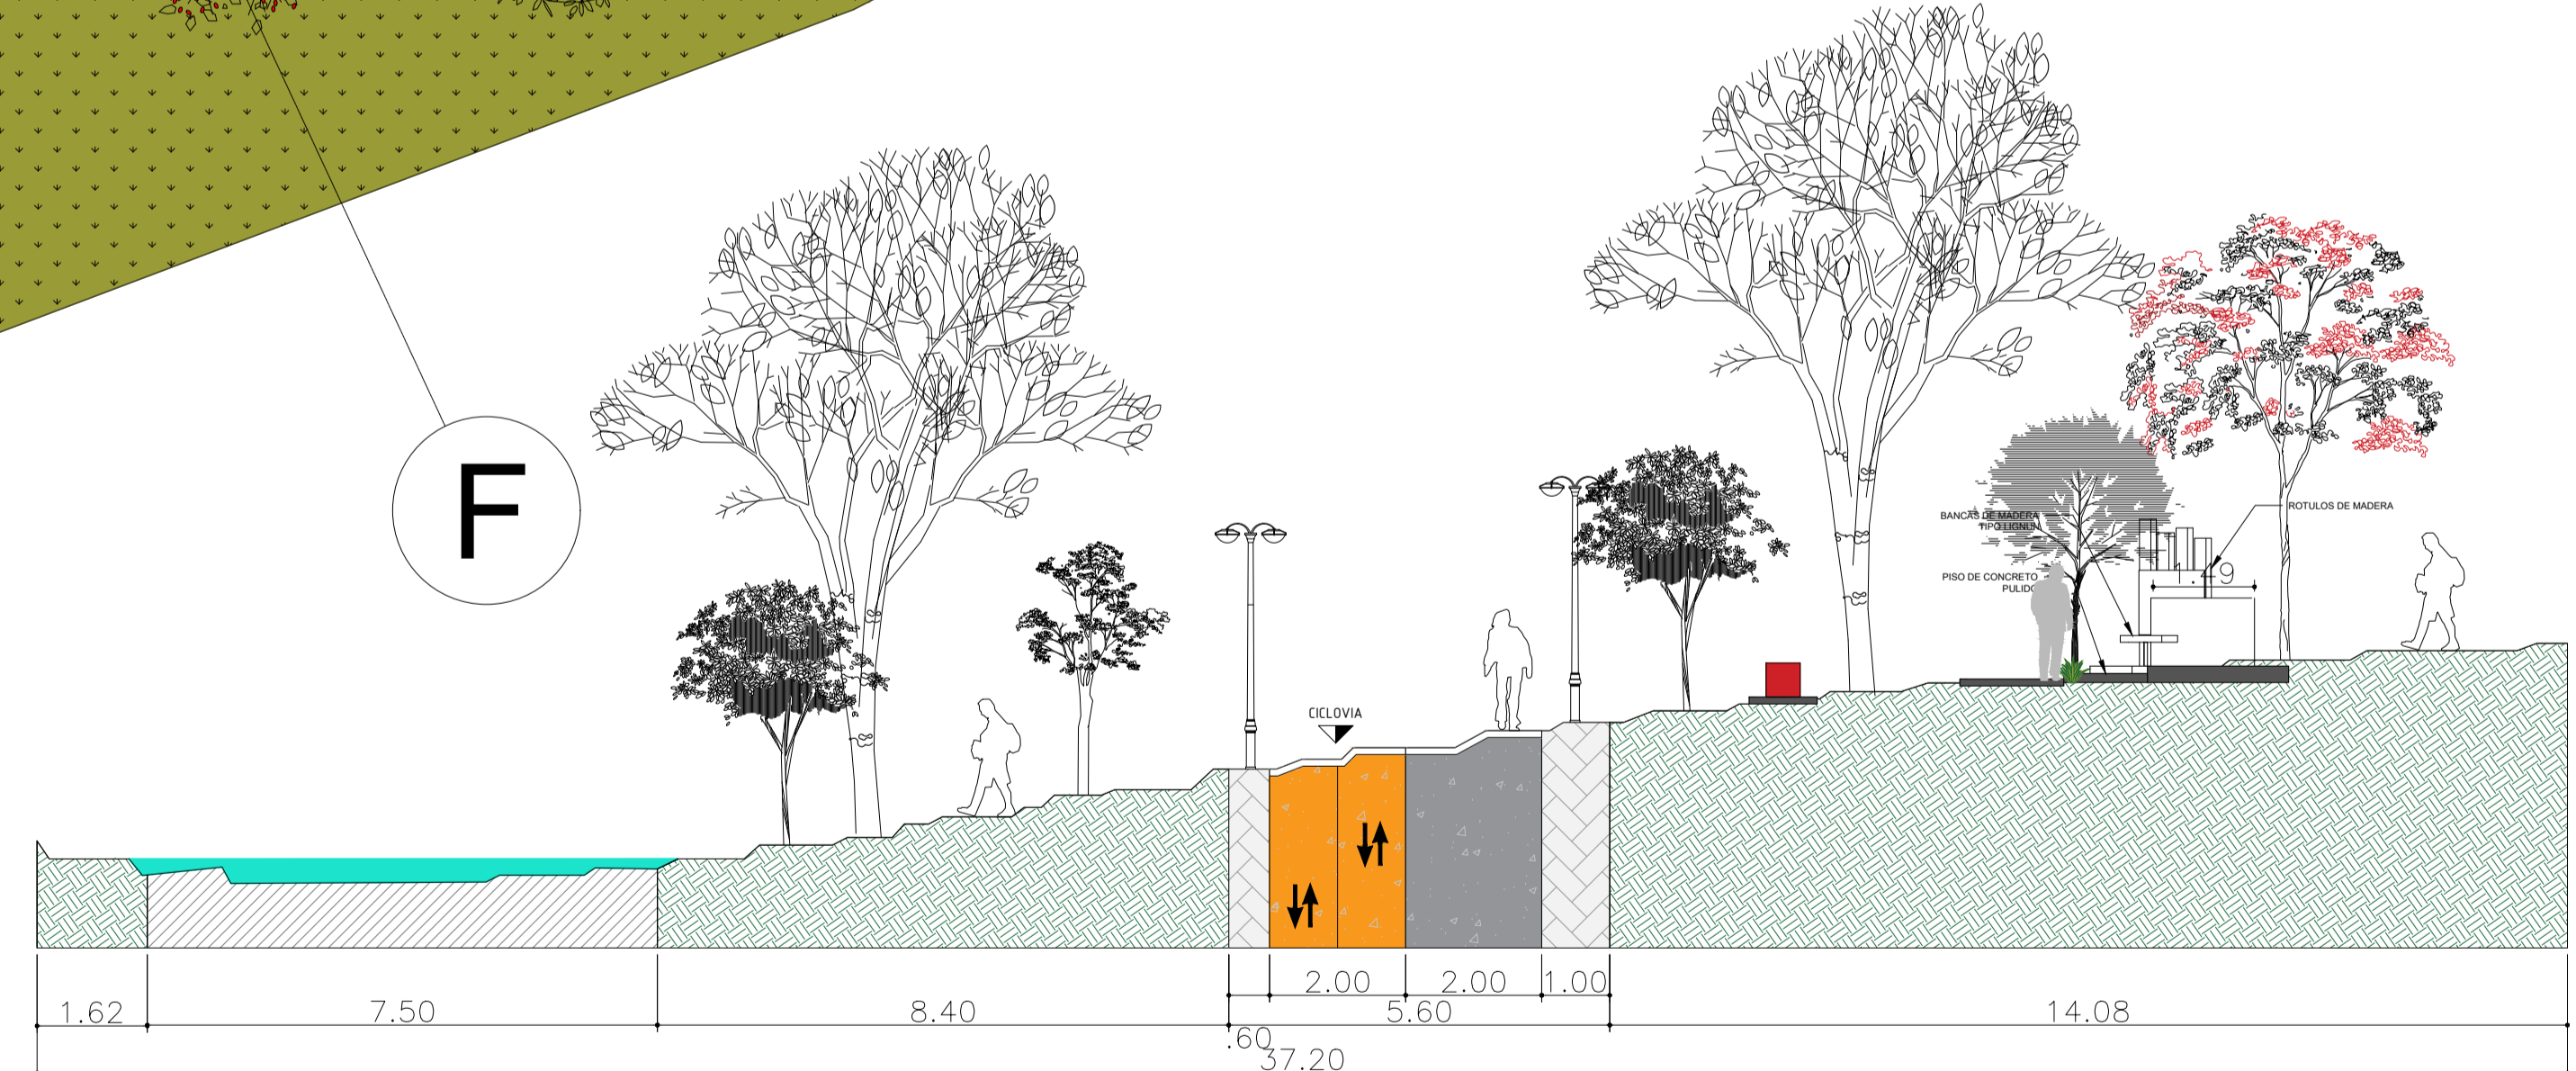 F
BANCAS DE MADERA
TIPO LIGNUN
ROTULOS DE MADERA
PISO DE CONCRETO
PULIDO
CICLOVIA
2.00
2.00
1.00
1.62
7.50
8.40
5.60
14.08
.60
37.20